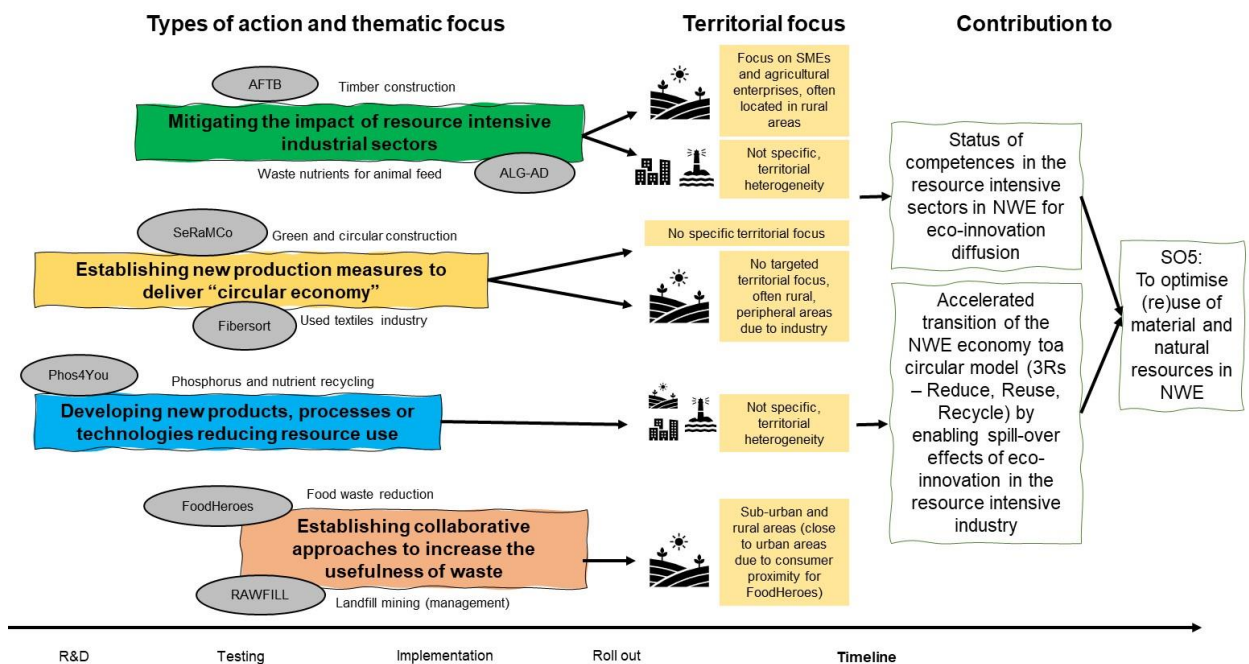 Types of action and thematic focus
Territorial focus
Contribution to
AFTB
Timber construction
Mitigating the impact of resource intensive
industrial sectors
Waste nutrients for animal feed
ALG-AD
Focus on SMEs
and agricultural
enterprises, often
located in rural
areas
Not specific,
territorial
heterogeneity
SeRaMCo
Green and circular construction
Establishing new production measures to
deliver “circular economy”
Fibersort
Used textiles industry
No specific territorial focus
No targeted
territorial focus,
often rural,
peripheral areas
due to industry
Phos4You
Phosphorus and nutrient recycling
Developing new products, processes or
technologies reducing resource use
Not specific,
territorial
heterogeneity
FoodHeroes
Food waste reduction
Establishing collaborative
approaches to increase the
usefulness of waste
RAWFILL
Landfill mining (management)
Sub-urban and
rural areas (close
to urban areas
due to consumer
proximity for
FoodHeroes)
Status of
competences in the
resource intensive
sectors in NWE for
eco-innovation
diffusion
Accelerated
transition of the
NWE economy toa
circular model (3Rs
– Reduce, Reuse,
Recycle) by
enabling spill-over
effects of eco-
innovation in the
resource intensive
industry
SO5:
To optimise
(re)use of
material and
natural
resources in
NWE
R&D
Testing
Implementation
Roll out
Timeline